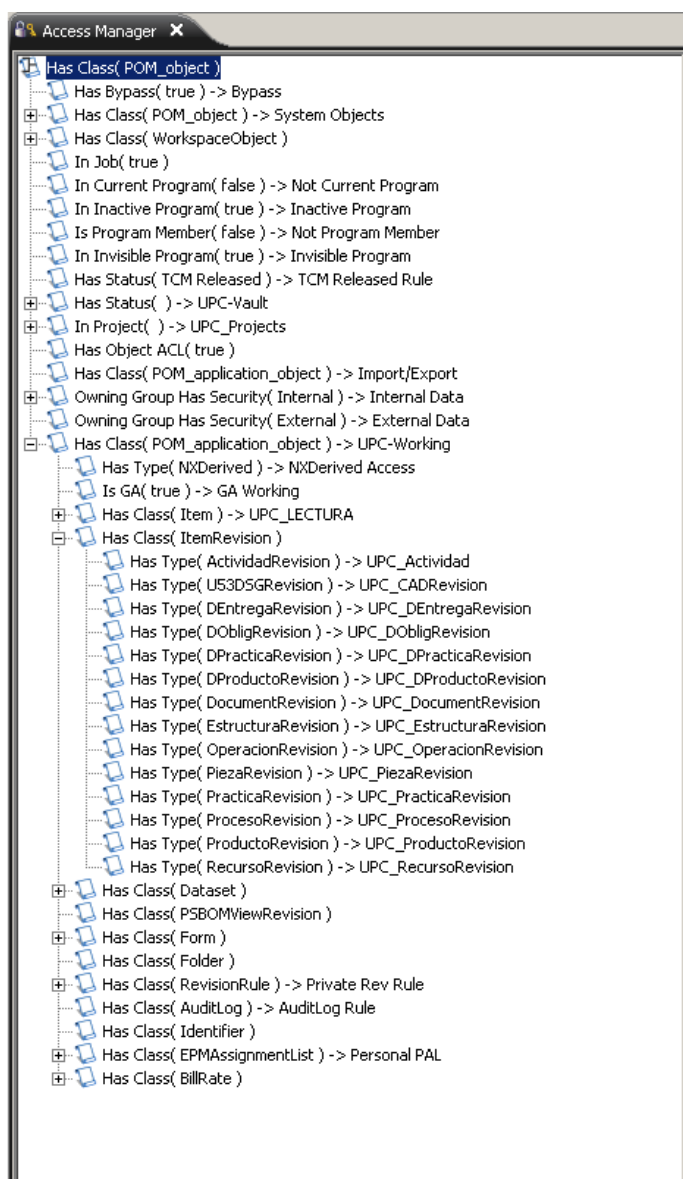 Access Manager
Has Class( POM_object )
Has Bypass( true ) -> Bypass
Has Class( POM_object ) -> System Objects
Has Class( WorkspaceObject )
In Job( true )
In Current Program( false ) -> Not Current Program
In Inactive Program( true ) -> Inactive Program
Is Program Member( false ) -> Not Program Member
In Invisible Program( true ) -> Invisible Program
Has Status( TCM Released ) -> TCM Released Rule
Has Status( ) -> UPC-Vault
In Project( ) -> UPC_Projects
Has Object ACL( true )
Has Class( POM_application_object ) -> Import/Export
Owning Group Has Security( Internal ) -> Internal Data
Owning Group Has Security( External ) -> External Data
Has Class( POM_application_object ) -> UPC-Working
Has Type( NXDerived ) -> NXDerived Access
Is GA( true ) -> GA Working
Has Class( Item ) -> UPC_LECTURA
Has Class( ItemRevision )
Has Type( ActividadRevision ) -> UPC_Actividad
Has Type( U53DSGRevision ) -> UPC_CADRevision
Has Type( DEntregaRevision ) -> UPC_DEntregaRevision
Has Type( DObligRevision ) -> UPC_DObligRevision
Has Type( DPracticaRevision ) -> UPC_DPracticaRevision
Has Type( DProductoRevision ) -> UPC_DProductoRevision
Has Type( DocumentRevision ) -> UPC_DocumentRevision
Has Type( EstructuraRevision ) -> UPC_EstructuraRevision
Has Type( OperacionRevision ) -> UPC_OperacionRevision
Has Type( PiezaRevision ) -> UPC_PiezaRevision
Has Type( PracticaRevision ) -> UPC_PracticaRevision
Has Type( ProcesoRevision ) -> UPC_ProcesoRevision
Has Type( ProductoRevision ) -> UPC_ProductoRevision
Has Type( RecursoRevision ) -> UPC_RecursoRevision
Has Class( Dataset )
Has Class( PSBOMViewRevision )
Has Class( Form )
Has Class( Folder )
Has Class( RevisionRule ) -> Private Rev Rule
Has Class( AuditLog ) -> AuditLog Rule
Has Class( Identifier )
Has Class( EPMAssignmentList ) -> Personal PAL
Has Class( BillRate )